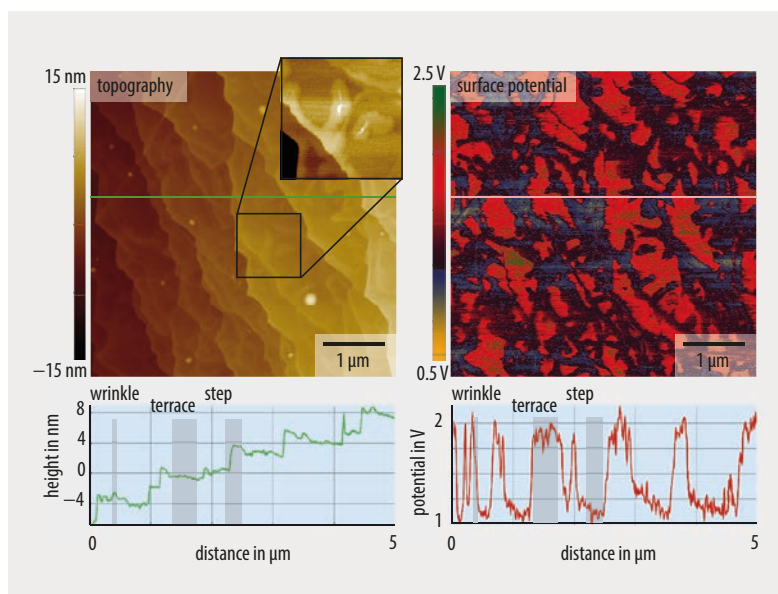 15 nm
topography
−15 nm
1 µm
2.5 V
surface potential
0.5 V
1 µm
wrinkle
terrace
step
8
4
0
−4
height in nm
0
5
distance in µm
wrinkle
terrace
step
2
1
potential in V
0
5
distance in µm